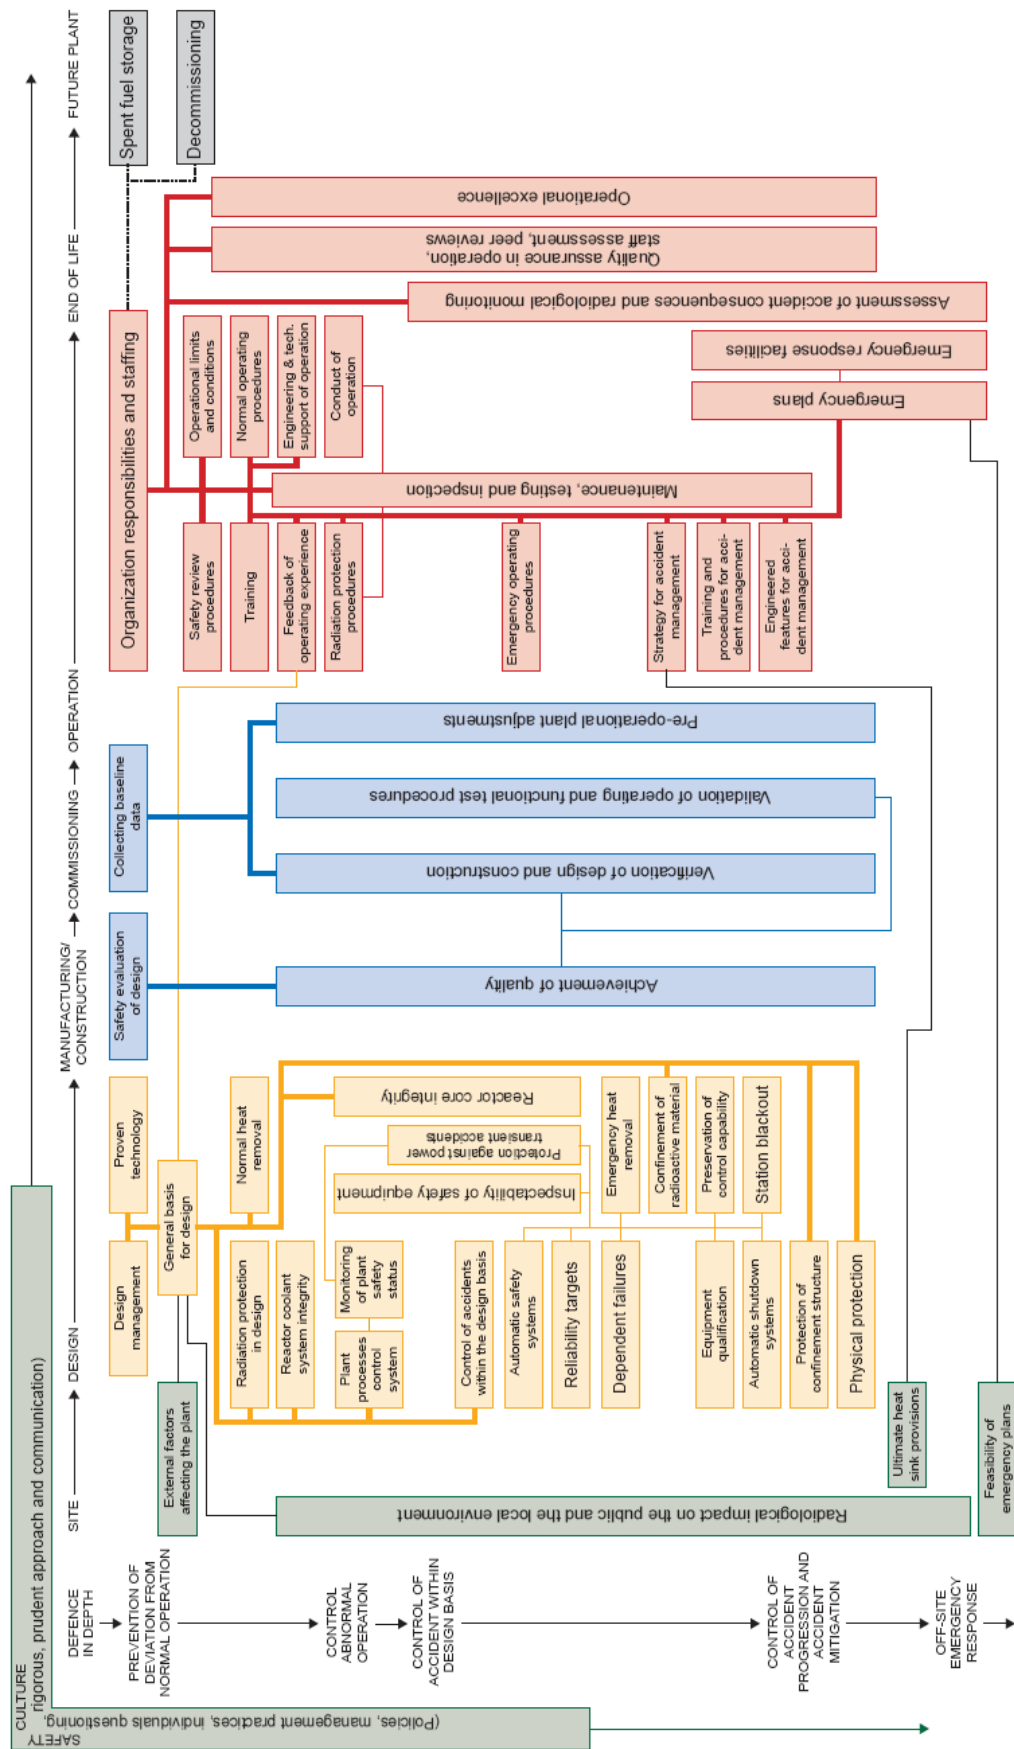 SAFETY
CULTURE
(Policies, management practices, individuals questioning,
rigorous, prudent approach and communication)
DEFENCE
IN DEPTH
SITE
DESIGN
MANUFACTURING/
CONSTRUCTION
COMMISSIONING
OPERATION
END OF LIFE
FUTURE PLANT
PREVENTION OF
DEVIATION FROM
NORMAL OPERATION
CONTROL
ABNORMAL
OPERATION
CONTROL OF
ACCIDENT WITHIN
DESIGN BASIS
CONTROL OF
ACCIDENT
PROGRESSION AND
ACCIDENT
MITIGATION
OFF-SITE
EMERGENCY
RESPONSE
External factors
affecting the plant
Radiological impact on the public and the local environment
Ultimate heat
sink provisions
Feasibility of
emergency plans
Design
management
Proven
technology
General basis
for design
Radiation protection
in design
Normal heat
removal
Reactor coolant
system integrity
Plant
processes
control
system
Monitoring
of plant
safety
status
Reactor core integrity
Protection against power
transient accidents
Inspectability of safety equipment
Control of accidents
within the design basis
Automatic safety
systems
Reliability targets
Dependent failures
Emergency heat
removal
Confinement of
radioactive material
Equipment
qualification
Preservation of
control capability
Automatic shutdown
systems
Station blackout
Protection of
confinement structure
Physical protection
Safety evaluation
of design
Achievement of quality
Collecting baseline
data
Verification of design and construction
Validation of operating and functional test procedures
Pre-operational plant adjustments
Organization responsibilities and staffing
Safety review
procedures
Operational limits
and conditions
Training
Normal operating
procedures
Feedback of
operating experience
Engineering & tech.
support of operation
Radiation protection
procedures
Conduct of
operation
Maintenance, testing and inspection
Emergency operating
procedures
Strategy for accident
management
Training and
procedures for acci-
dent management
Engineered
features for acci-
dent management
Emergency plans
Emergency response facilities
Assessment of accident consequences and radiological monitoring
Quality assurance in operation,
staff assessment, peer reviews
Operational excellence
Spent fuel storage
Decommissioning